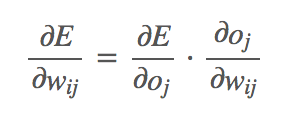 ∂E/∂w_ij = ∂E/∂o_j · ∂o_j/∂w_ij